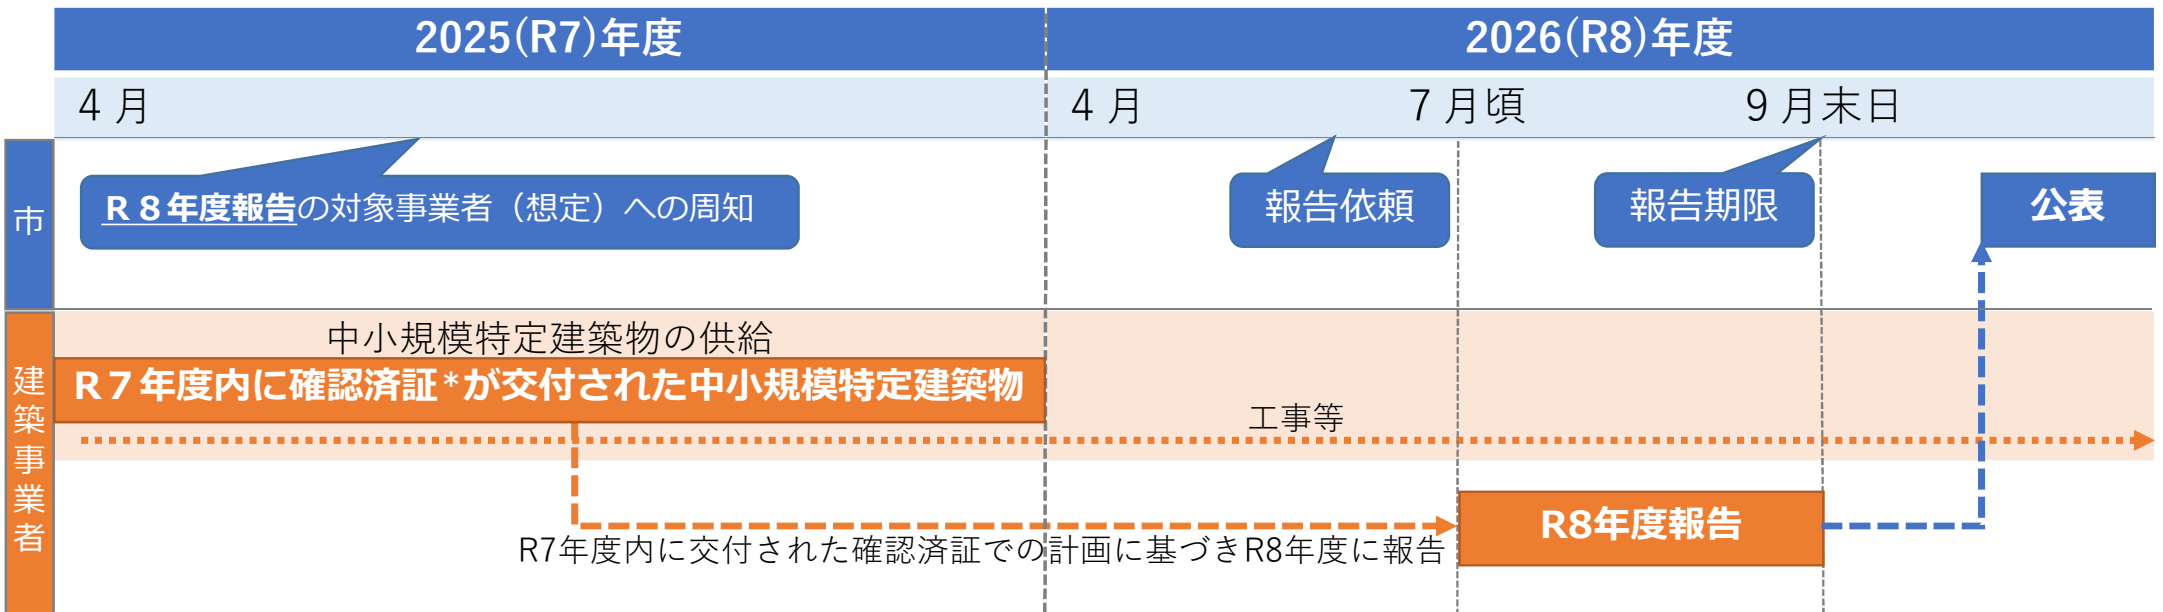 2025(R7)年度
2026(R8)年度
4月
4月
7月頃
9月末日
市
R8年度報告の対象事業者（想定）への周知
報告依頼
報告期限
公表
建築事業者
中小規模特定建築物の供給
R7年度内に確認済証*が交付された中小規模特定建築物
工事等
R8年度報告
R7年度内に交付された確認済証での計画に基づきR8年度に報告